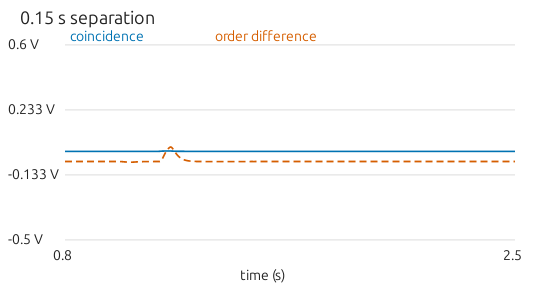 0.15 s separation
coincidence order difference
0.6 V
0.233 V
-0.133 V
-0.5 V
0.8 2.5
time (s)